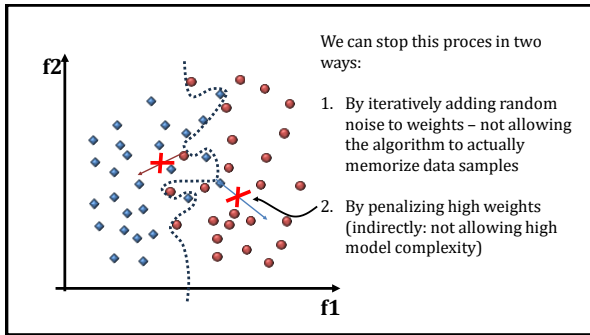 f2
We can stop this proces in two
ways:
1. By iteratively adding random
noise to weights – not allowing
the algorithm to actually
memorize data samples
2. By penalizing high weights
(indirectly: not allowing high
model complexity)
f1